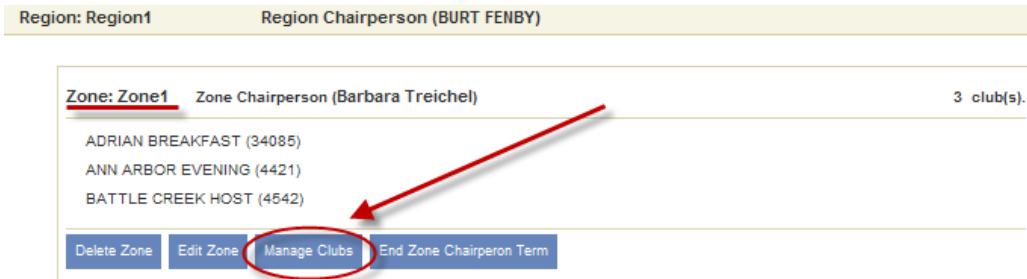 Region: Region1 Region Chairperson (BURT FENBY)
Zone: Zone1 Zone Chairperson (Barbara Treichel) 3 club(s).
ADRIAN BREAKFAST (34085)
ANN ARBOR EVENING (4421)
BATTLE CREEK HOST (4542)
Delete Zone Edit Zone Manage Clubs End Zone Chairperon Term